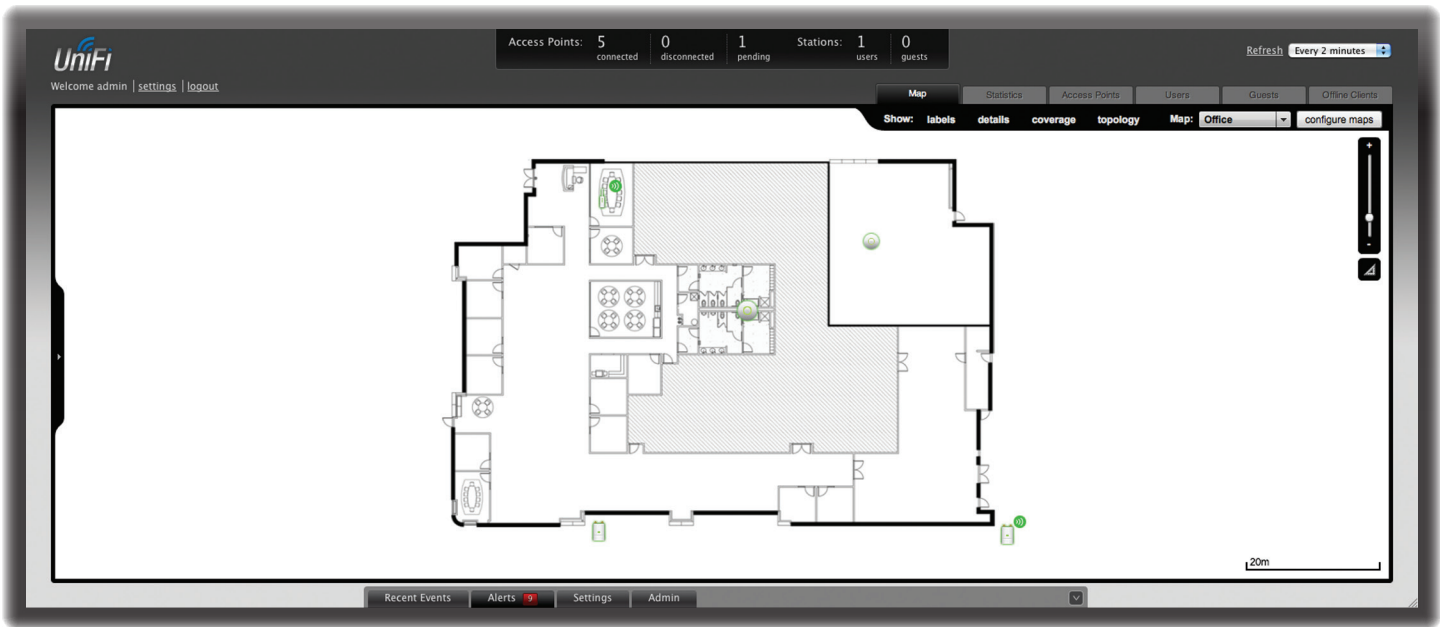 Access Points: 5 connected 0 disconnected 1 pending Stations: 1 users 0 guests
UniFi
Refresh Every 2 minutes
Welcome admin settings logout
Map Statistics Access Points Users Guests Offline Clients
Show: labels details coverage topology Map: Office configure maps
+
-
20m
Recent Events Alerts 9 Settings Admin